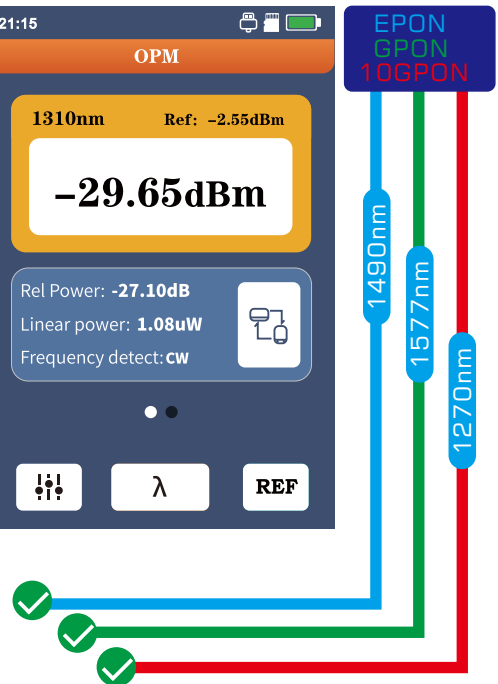 21:15
OPM
1310nm Ref: -2.55dBm
-29.65dBm
Rel Power: -27.10dB
Linear power: 1.08uW
Frequency detect: CW
λ
REF
EPON
GPON
10GPON
1490nm
1577nm
1270nm